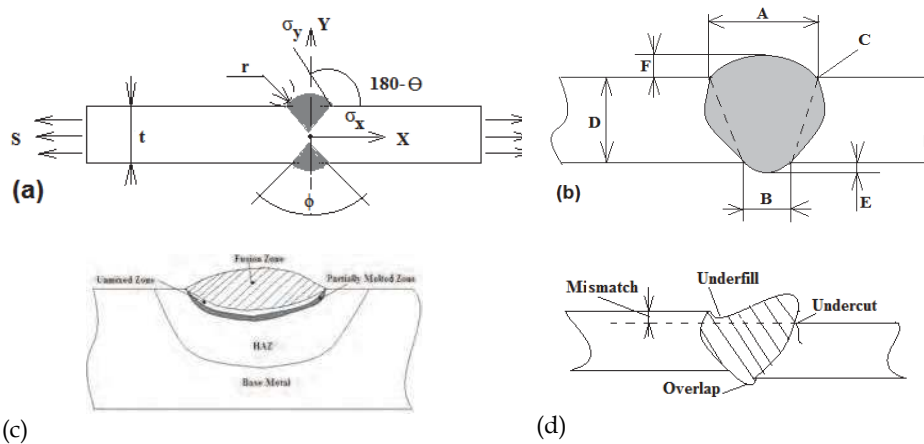 σy
Y
r
180-Θ
S
t
σx
X
ϕ
(a)
A
C
F
D
B
E
(b)
Fusion Zone
Unmixed Zone
Partially Melted Zone
HAZ
Base Metal
(c)
Mismatch
Underfill
Undercut
Overlap
(d)